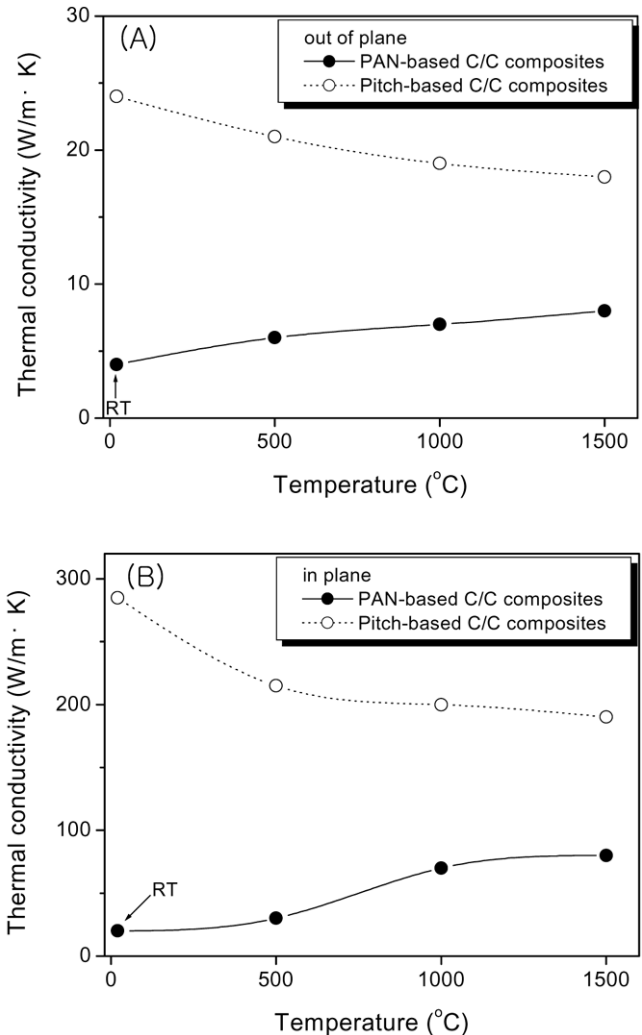 (A)
out of plane
PAN-based C/C composites
Pitch-based C/C composites
Thermal conductivity (W/m· K)
30
20
10
0
RT
0 500 1000 1500
Temperature (°C)
(B)
in plane
PAN-based C/C composites
Pitch-based C/C composites
Thermal conductivity (W/m· K)
300
200
100
0
RT
0 500 1000 1500
Temperature (°C)